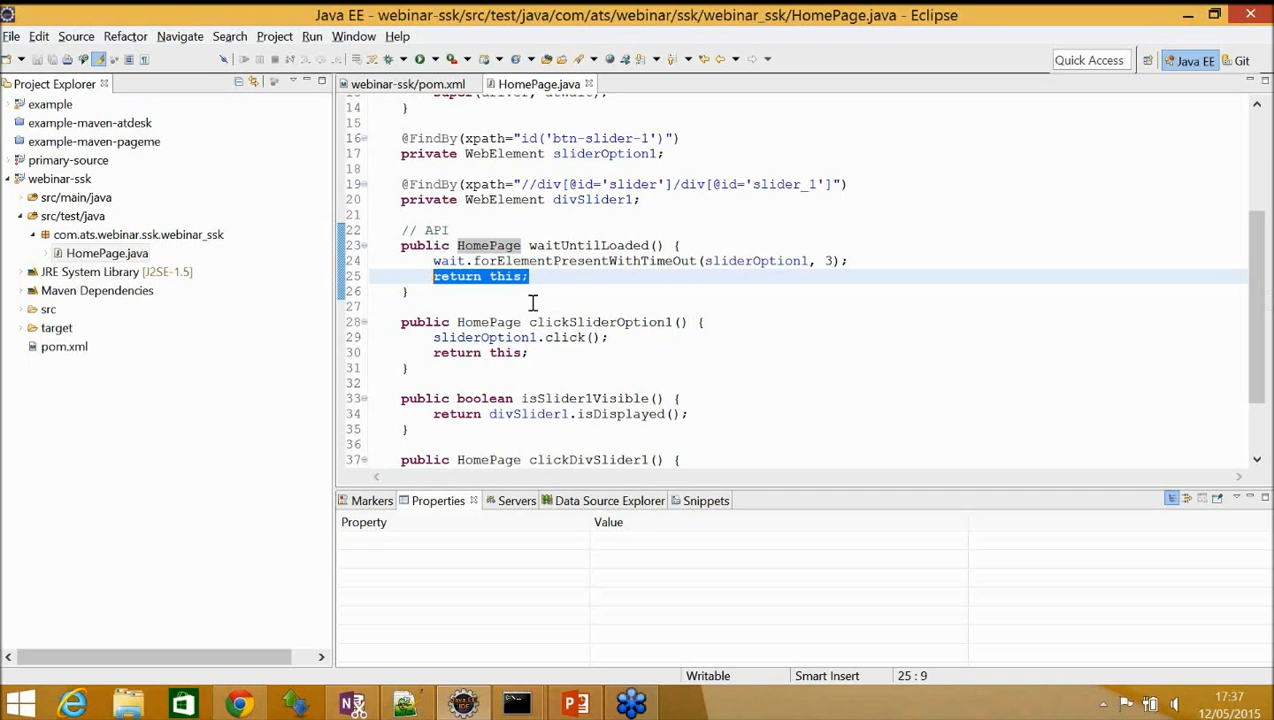 Java EE - webinar-ssk/src/test/java/com/ats/webinar/ssk/webinar_ssk/HomePage.java - Eclipse
File Edit Source Refactor Navigate Search Project Run Window Help
Quick Access
Java EE
Git
Project Explorer
example
example-maven-atdesk
example-maven-pageme
primary-source
webinar-ssk
src/main/java
src/test/java
com.ats.webinar.ssk.webinar_ssk
HomePage.java
JRE System Library [J2SE-1.5]
Maven Dependencies
src
target
pom.xml
webinar-ssk/pom.xml
HomePage.java
14 }
15
16 @FindBy(xpath="id('btn-slider-1')")
17 private WebElement sliderOption1;
18
19 @FindBy(xpath="//div[@id='slider']/div[@id='slider_1']")
20 private WebElement divSlider1;
21
22 // API
23 public HomePage waitUntilLoaded() {
24 wait.forElementPresentWithTimeOut(sliderOption1, 3);
25 return this;
26 }
27
28 public HomePage clickSliderOption1() {
29 sliderOption1.click();
30 return this;
31 }
32
33 public boolean isSlider1Visible() {
34 return divSlider1.isDisplayed();
35 }
36
37 public HomePage clickDivSlider1() {
Markers Properties Servers Data Source Explorer Snippets
Property Value
Writable Smart Insert 25 : 9
17:37
12/05/2015